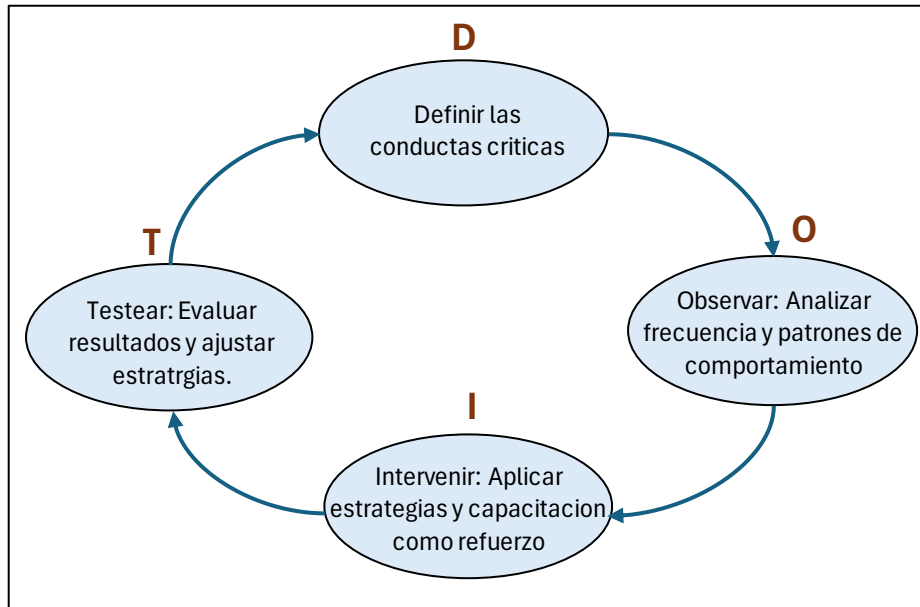 D
Definir las
conductas criticas
O
Observar: Analizar
frecuencia y patrones de
comportamiento
I
Intervenir: Aplicar
estrategias y capacitacion
como refuerzo
T
Testear: Evaluar
resultados y ajustar
estratrgias.